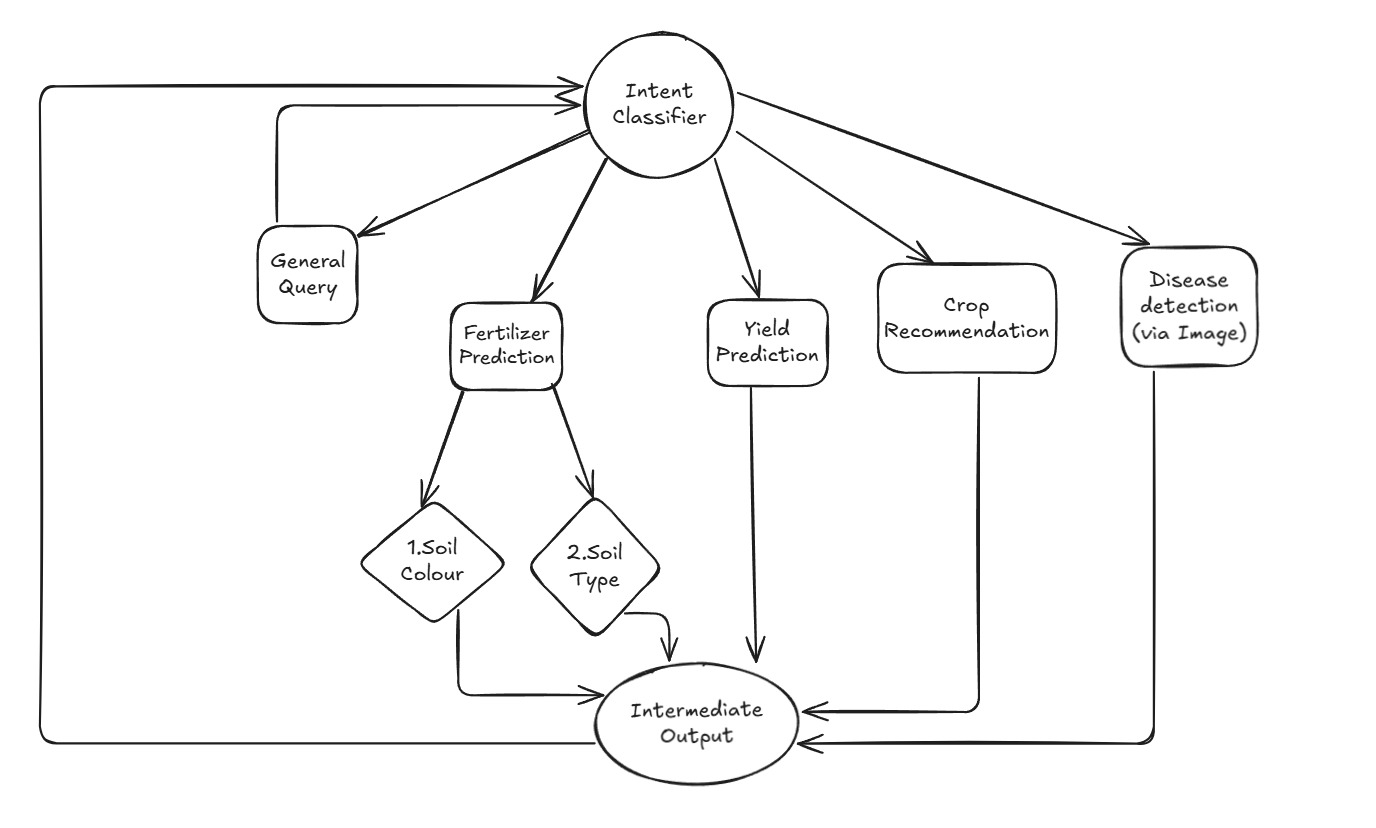 Intent
Classifier
General
Query
Fertilizer
Prediction
Yield
Prediction
Crop
Recommendation
Disease
detection
(via Image)
1.Soil
Colour
2.Soil
Type
Intermediate
Output